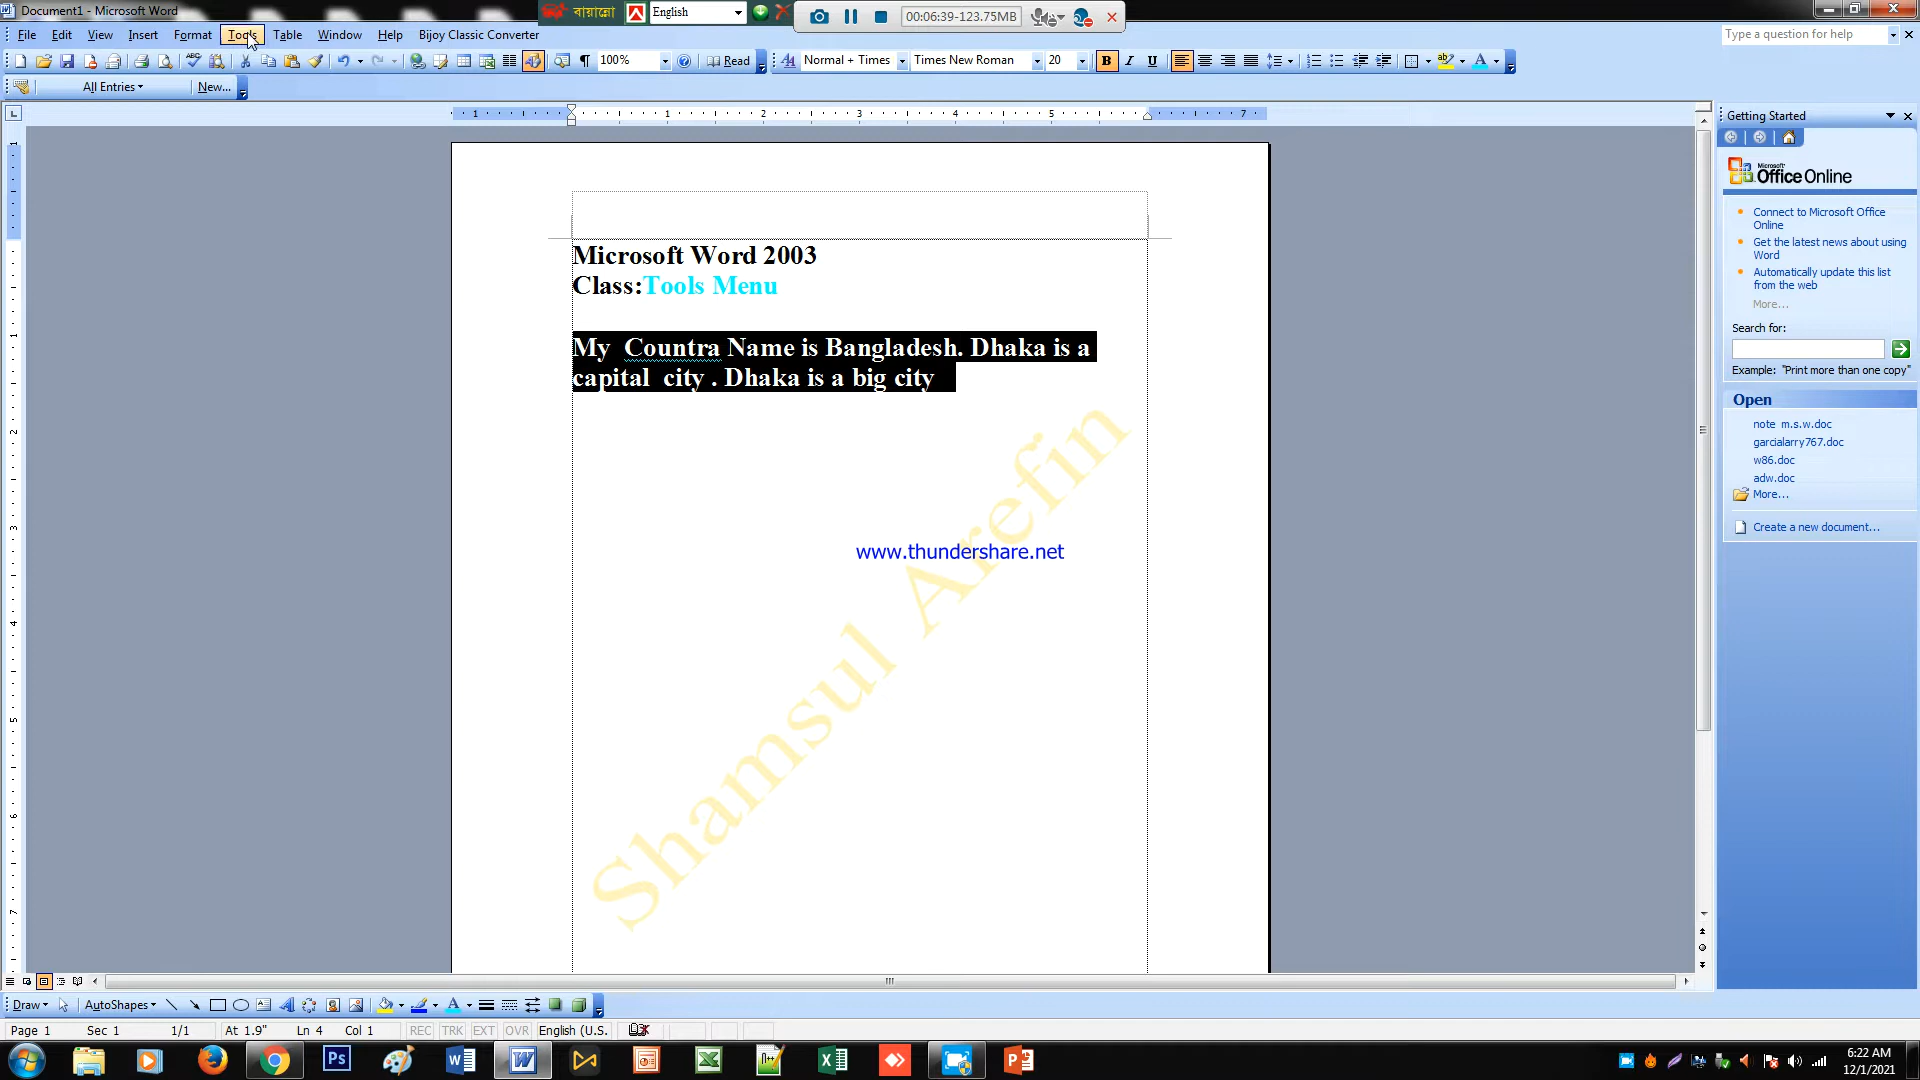 Document1 - Microsoft Word
বায়ান্নো
English
00:06:39-123.75MB
File Edit View Insert Format Tools Table Window Help Bijoy Classic Converter
Type a question for help
100%
Read
Normal + Times
Times New Roman
20
B I U
All Entries
New...
Getting Started
Microsoft
Office Online
Connect to Microsoft Office
Online
Get the latest news about using
Word
Automatically update this list
from the web
More...
Search for:
Example: "Print more than one copy"
Open
note m.s.w.doc
garcialarry767.doc
w86.doc
adw.doc
More...
Create a new document...
Microsoft Word 2003
Class:Tools Menu
My Countra Name is Bangladesh. Dhaka is a
capital city . Dhaka is a big city
www.thundershare.net
Shamsul Arefin
Draw
AutoShapes
Page 1 Sec 1 1/1 At 1.9" Ln 4 Col 1 REC TRK EXT OVR English (U.S.
6:22 AM
12/1/2021